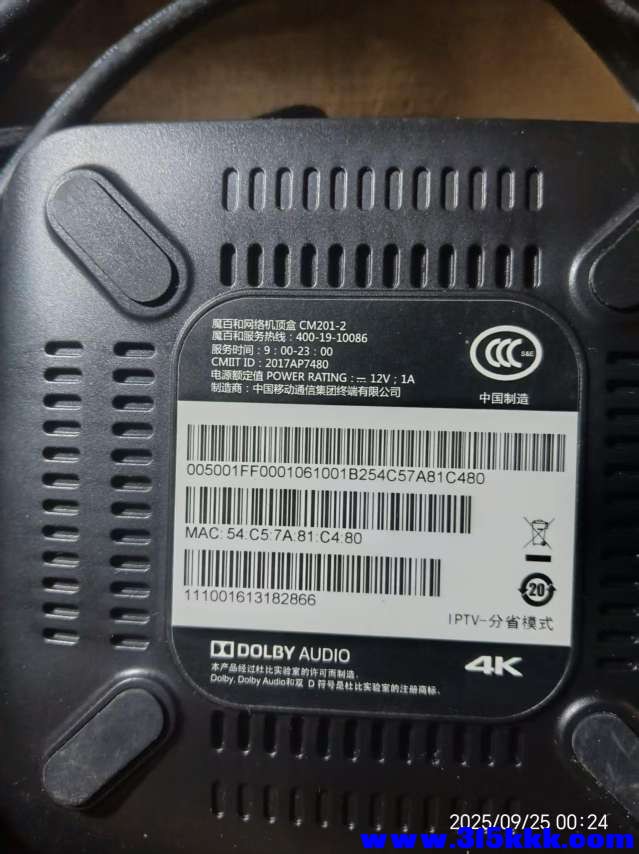 魔百和网络机顶盒 CM201-2
魔百和服务热线：400-19-10086
服务时间：9：00-23：00
CMIIT ID：2017AP7480
电源额定值 POWER RATING：⎓ 12V；1A
制造商：中国移动通信集团终端有限公司
S&E
中国制造
005001FF0001061001B254C57A81C480
MAC: 54:C5:7A:81:C4:80
111001613182866
20
IPTV-分省模式
DOLBY AUDIO
4K
本产品经过杜比实验室的许可而制造。
Dolby, Dolby Audio和双 D 符号是杜比实验室的注册商标。
2025/09/25 00:24
www.315kkk.com